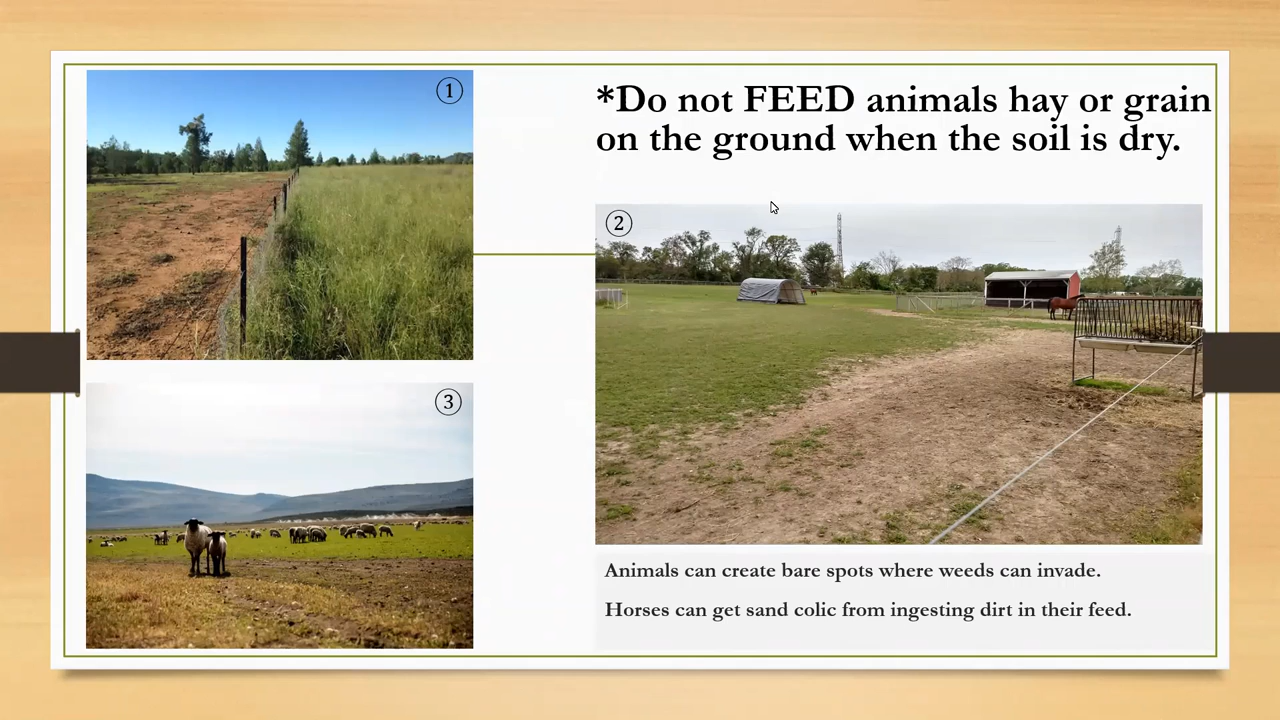 ①
*Do not FEED animals hay or grain
on the ground when the soil is dry.
②
③
Animals can create bare spots where weeds can invade.
Horses can get sand colic from ingesting dirt in their feed.